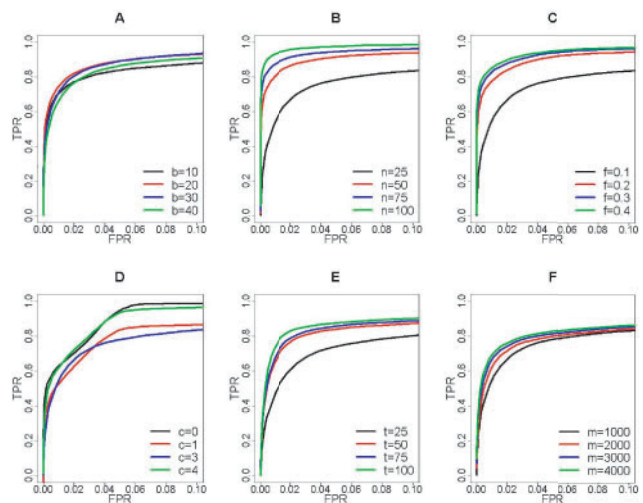 A
TPR
0.0 0.2 0.4 0.6 0.8 1.0
b=10
b=20
b=30
b=40
0.00 0.02 0.04 0.06 0.08 0.10
FPR
B
TPR
0.0 0.2 0.4 0.6 0.8 1.0
n=25
n=50
n=75
n=100
0.00 0.02 0.04 0.06 0.08 0.10
FPR
C
TPR
0.0 0.2 0.4 0.6 0.8 1.0
f=0.1
f=0.2
f=0.3
f=0.4
0.00 0.02 0.04 0.06 0.08 0.10
FPR
D
TPR
0.0 0.2 0.4 0.6 0.8 1.0
c=0
c=1
c=3
c=4
0.00 0.02 0.04 0.06 0.08 0.10
FPR
E
TPR
0.0 0.2 0.4 0.6 0.8 1.0
t=25
t=50
t=75
t=100
0.00 0.02 0.04 0.06 0.08 0.10
FPR
F
TPR
0.0 0.2 0.4 0.6 0.8 1.0
m=1000
m=2000
m=3000
m=4000
0.00 0.02 0.04 0.06 0.08 0.10
FPR